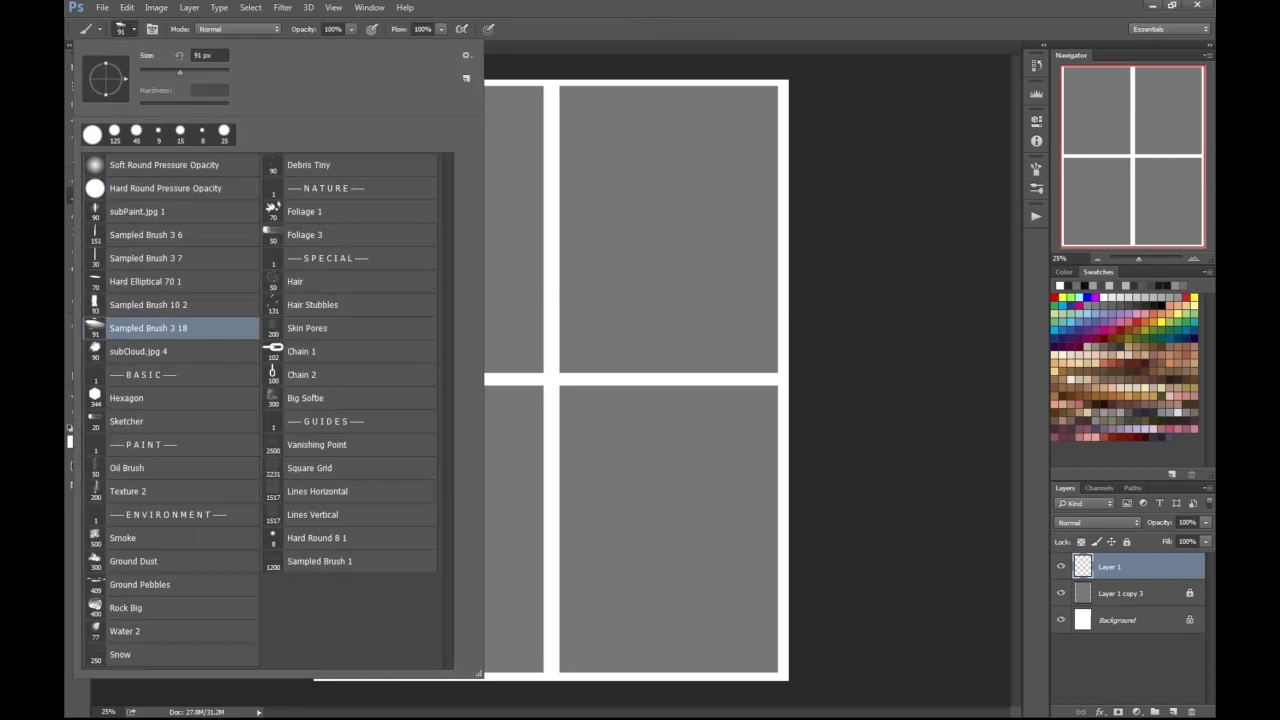 Ps File Edit Image Layer Type Select Filter 3D View Window Help
91 Mode: Normal Opacity: 100% Flow: 100% Essentials
Size: 91 px
Hardness:
125 45 9 15 8 25
Soft Round Pressure Opacity
Hard Round Pressure Opacity
90 subPaint.jpg 1
151 Sampled Brush 3 6
30 Sampled Brush 3 7
70 Hard Elliptical 70 1
93 Sampled Brush 10 2
91 Sampled Brush 3 18
90 subCloud.jpg 4
1 ---- B A S I C ----
344 Hexagon
20 Sketcher
1 ---- P A I N T ----
50 Oil Brush
200 Texture 2
1 ---- E N V I R O N M E N T ----
500 Smoke
300 Ground Dust
409 Ground Pebbles
400 Rock Big
77 Water 2
250 Snow
90 Debris Tiny
1 ---- N A T U R E ----
70 Foliage 1
50 Foliage 3
1 ---- S P E C I A L ----
50 Hair
131 Hair Stubbles
200 Skin Pores
102 Chain 1
100 Chain 2
300 Big Softie
1 ---- G U I D E S ----
2500 Vanishing Point
2231 Square Grid
1517 Lines Horizontal
1517 Lines Vertical
8 Hard Round 8 1
1200 Sampled Brush 1
Navigator
25%
Color Swatches
Layers Channels Paths
Kind
Normal Opacity: 100%
Lock: Fill: 100%
Layer 1
Layer 1 copy 3
Background
fx
25% Doc: 27.8M/31.2M